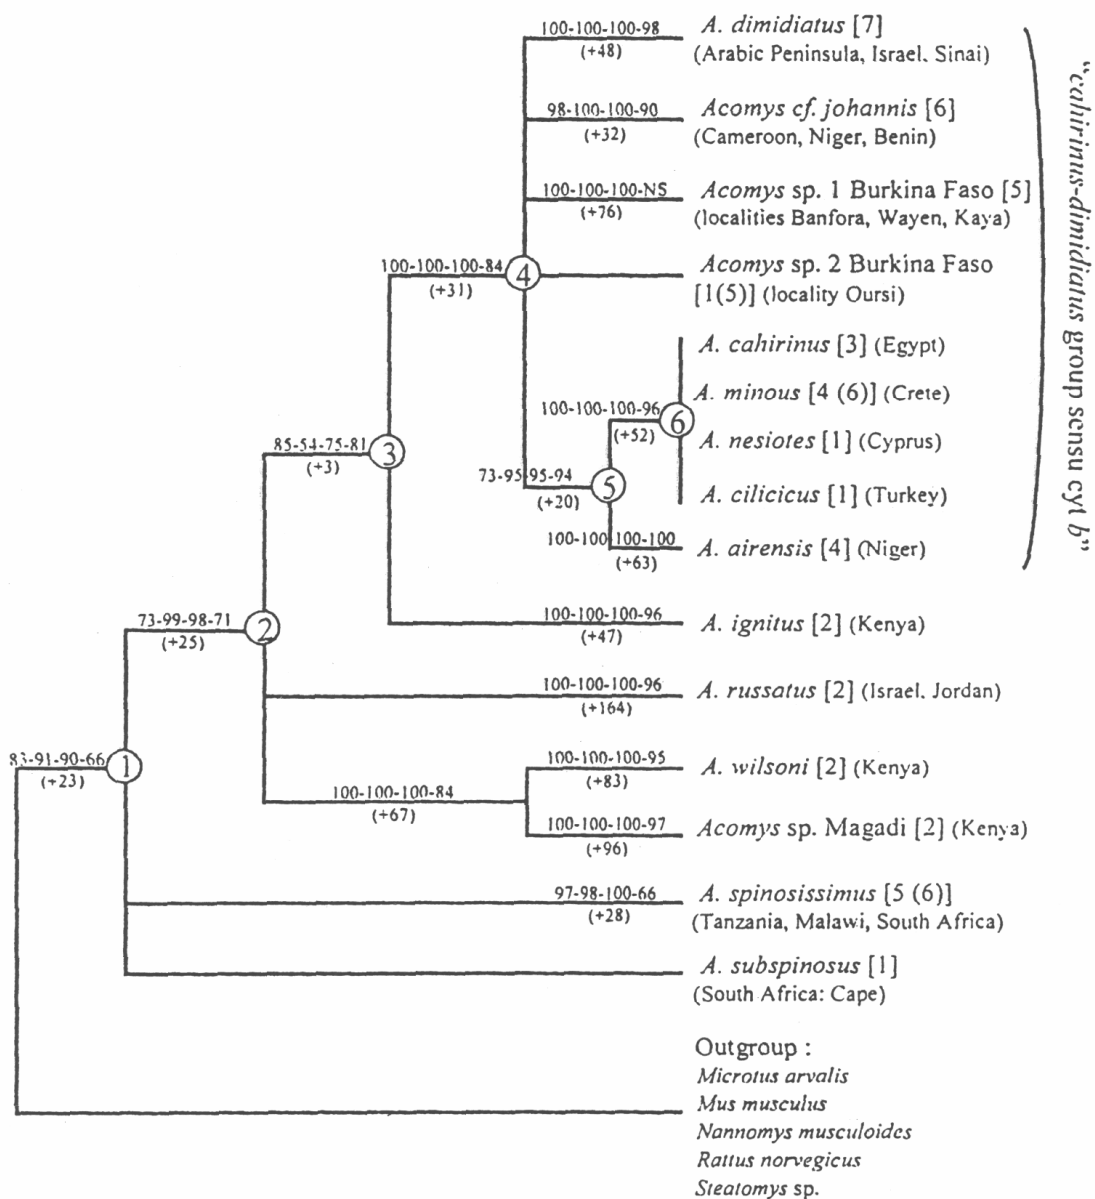 100-100-100-98
(+48)
A. dimidiatus [7]
(Arabic Peninsula, Israel. Sinai)
98-100-100-90
(+32)
Acomys cf. johannis [6]
(Cameroon, Niger, Benin)
100-100-100-NS
(+76)
Acomys sp. 1 Burkina Faso [5]
(localities Banfora, Wayen, Kaya)
100-100-100-84
(+31)
4
Acomys sp. 2 Burkina Faso
[1(5)] (locality Oursi)
A. cahirinus [3] (Egypt)
A. minous [4 (6)] (Crete)
100-100-100-96
(+52)
6
A. nesiotes [1] (Cyprus)
A. cilicicus [1] (Turkey)
73-95-95-94
(+20)
5
100-100-100-100
(+63)
A. airensis [4] (Niger)
"cahirinus-dimidiatus group sensu cyt b"
85-54-75-81
(+3)
3
100-100-100-96
(+47)
A. ignitus [2] (Kenya)
73-99-98-71
(+25)
2
100-100-100-96
(+164)
A. russatus [2] (Israel. Jordan)
83-91-90-66
(+23)
1
100-100-100-95
(+83)
A. wilsoni [2] (Kenya)
100-100-100-84
(+67)
100-100-100-97
(+96)
Acomys sp. Magadi [2] (Kenya)
97-98-100-66
(+28)
A. spinosissimus [5 (6)]
(Tanzania, Malawi, South Africa)
A. subspinosus [1]
(South Africa: Cape)
Outgroup :
Microtus arvalis
Mus musculus
Nannomys musculoides
Rattus norvegicus
Steatomys sp.